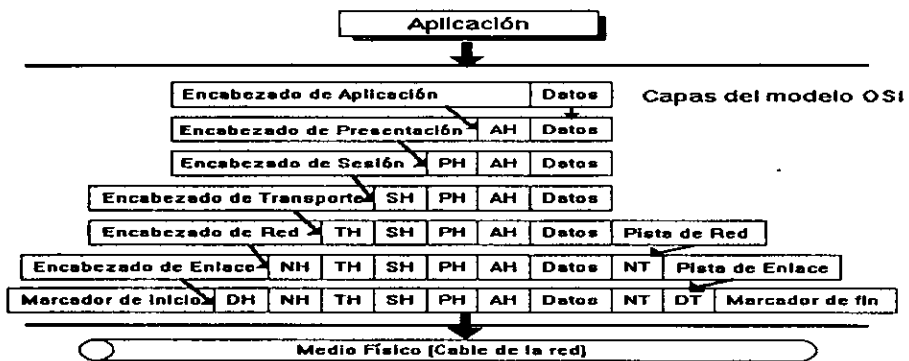 Aplicación
Encabezado de Aplicación Datos Capas del modelo OSI
Encabezado de Presentación AH Datos
Encabezado de Sesión PH AH Datos
Encabezado de Transporte SH PH AH Datos
Encabezado de Red TH SH PH AH Datos Pista de Red
Encabezado de Enlace NH TH SH PH AH Datos NT Pista de Enlace
Marcador de Inicio DH NH TH SH PH AH Datos NT DT Marcador de fin
Medio Físico (Cable de la red)